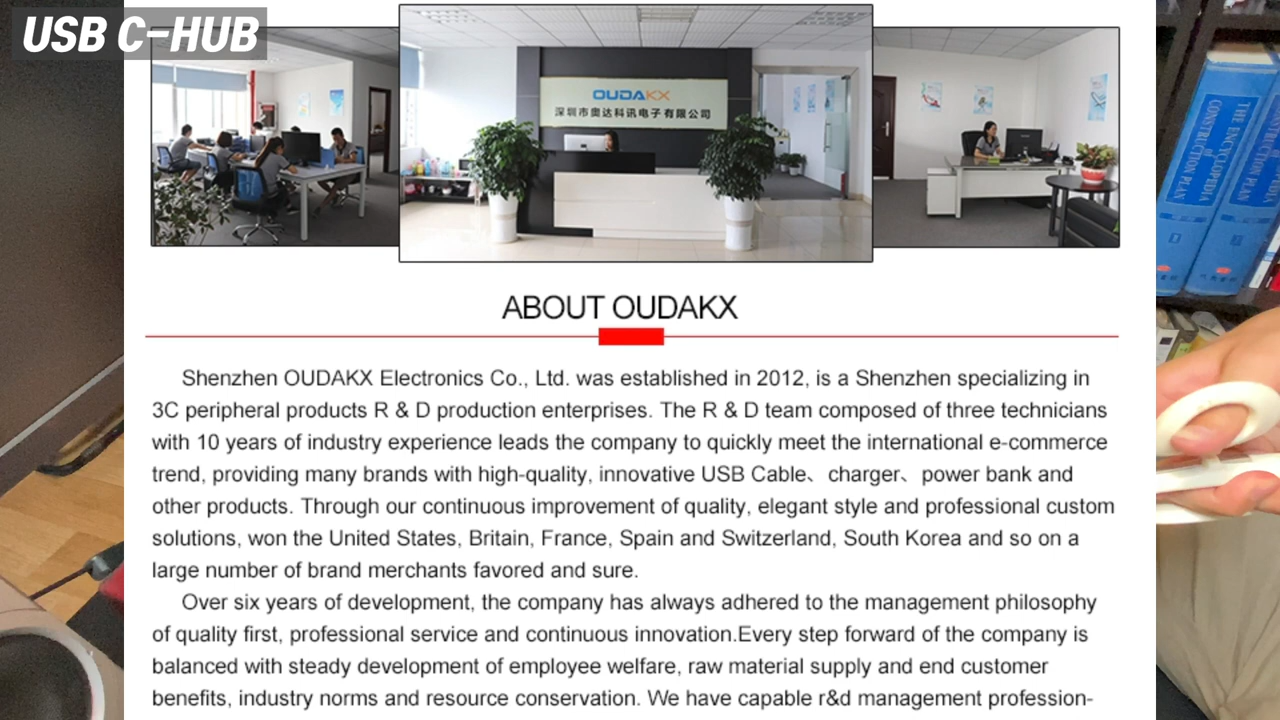 USB C-HUB
OUDAKX
深圳市奥达科讯电子有限公司
THE ENCYCLOPEDIA
of
CONSTRUCTION PLAN
ABOUT OUDAKX
Shenzhen OUDAKX Electronics Co., Ltd. was established in 2012, is a Shenzhen specializing in
3C peripheral products R & D production enterprises. The R & D team composed of three technicians
with 10 years of industry experience leads the company to quickly meet the international e-commerce
trend, providing many brands with high-quality, innovative USB Cable、 charger、 power bank and
other products. Through our continuous improvement of quality, elegant style and professional custom
solutions, won the United States, Britain, France, Spain and Switzerland, South Korea and so on a
large number of brand merchants favored and sure.
Over six years of development, the company has always adhered to the management philosophy
of quality first, professional service and continuous innovation.Every step forward of the company is
balanced with steady development of employee welfare, raw material supply and end customer
benefits, industry norms and resource conservation. We have capable r&d management profession-